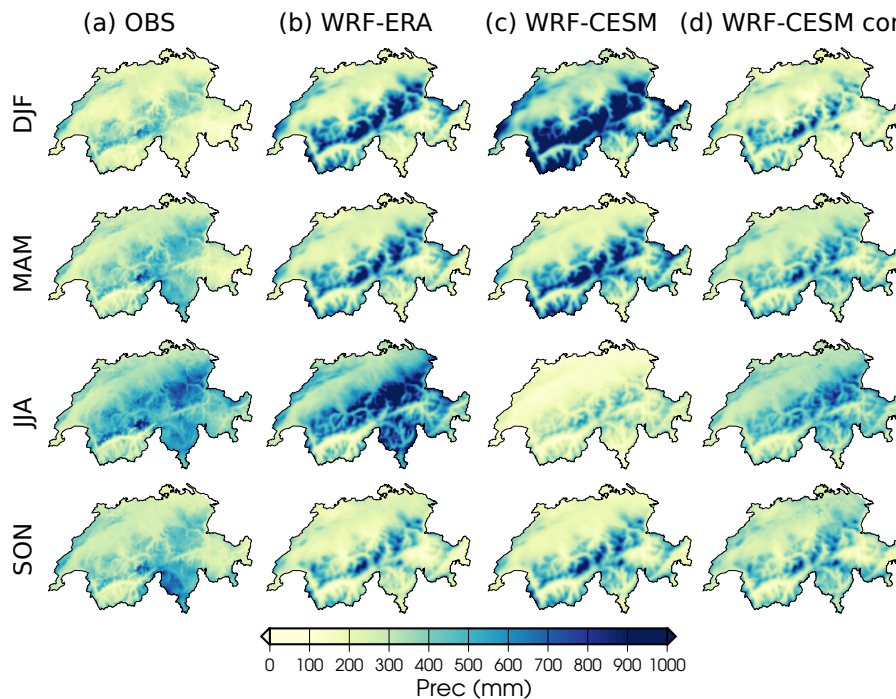 (a) OBS (b) WRF-ERA (c) WRF-CESM (d) WRF-CESM cor
DJF
MAM
JJA
SON
0 100 200 300 400 500 600 700 800 900 1000
Prec (mm)